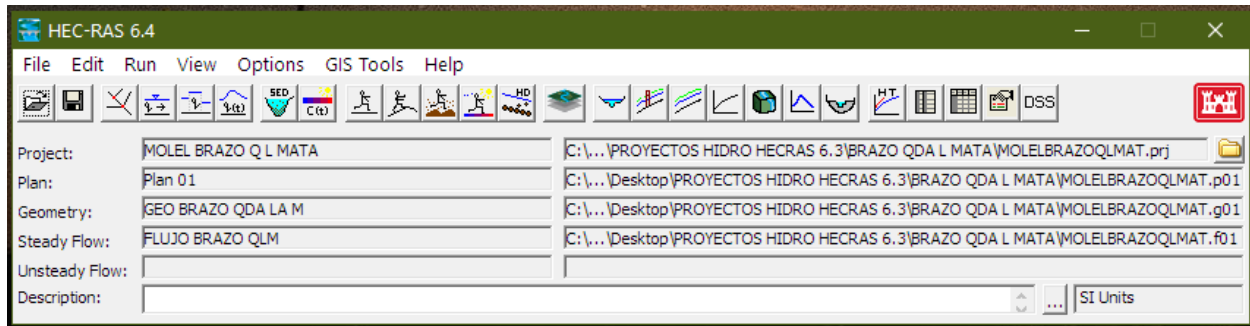 HEC-RAS 6.4
File Edit Run View Options GIS Tools Help
SED HD HT DSS
C(t)
Project: MOLEL BRAZO Q L MATA C:\...\PROYECTOS HIDRO HECRAS 6.3\BRAZO QDA L MATA\MOLELBRAZOQLMAT.prj
Plan: Plan 01 C:\...\Desktop\PROYECTOS HIDRO HECRAS 6.3\BRAZO QDA L MATA\MOLELBRAZOQLMAT.p01
Geometry: GEO BRAZO QDA LA M C:\...\Desktop\PROYECTOS HIDRO HECRAS 6.3\BRAZO QDA L MATA\MOLELBRAZOQLMAT.g01
Steady Flow: FLUJO BRAZO QLM C:\...\Desktop\PROYECTOS HIDRO HECRAS 6.3\BRAZO QDA L MATA\MOLELBRAZOQLMAT.f01
Unsteady Flow:
Description: ... SI Units